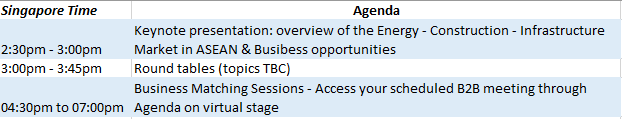 Singapore Time Agenda
Keynote presentation: overview of the Energy - Construction - Infrastructure
2:30pm - 3:00pm Market in ASEAN & Busibess opportunities
3:00pm - 3:45pm Round tables (topics TBC)
Business Matching Sessions - Access your scheduled B2B meeting through
04:30pm to 07:00pm Agenda on virtual stage